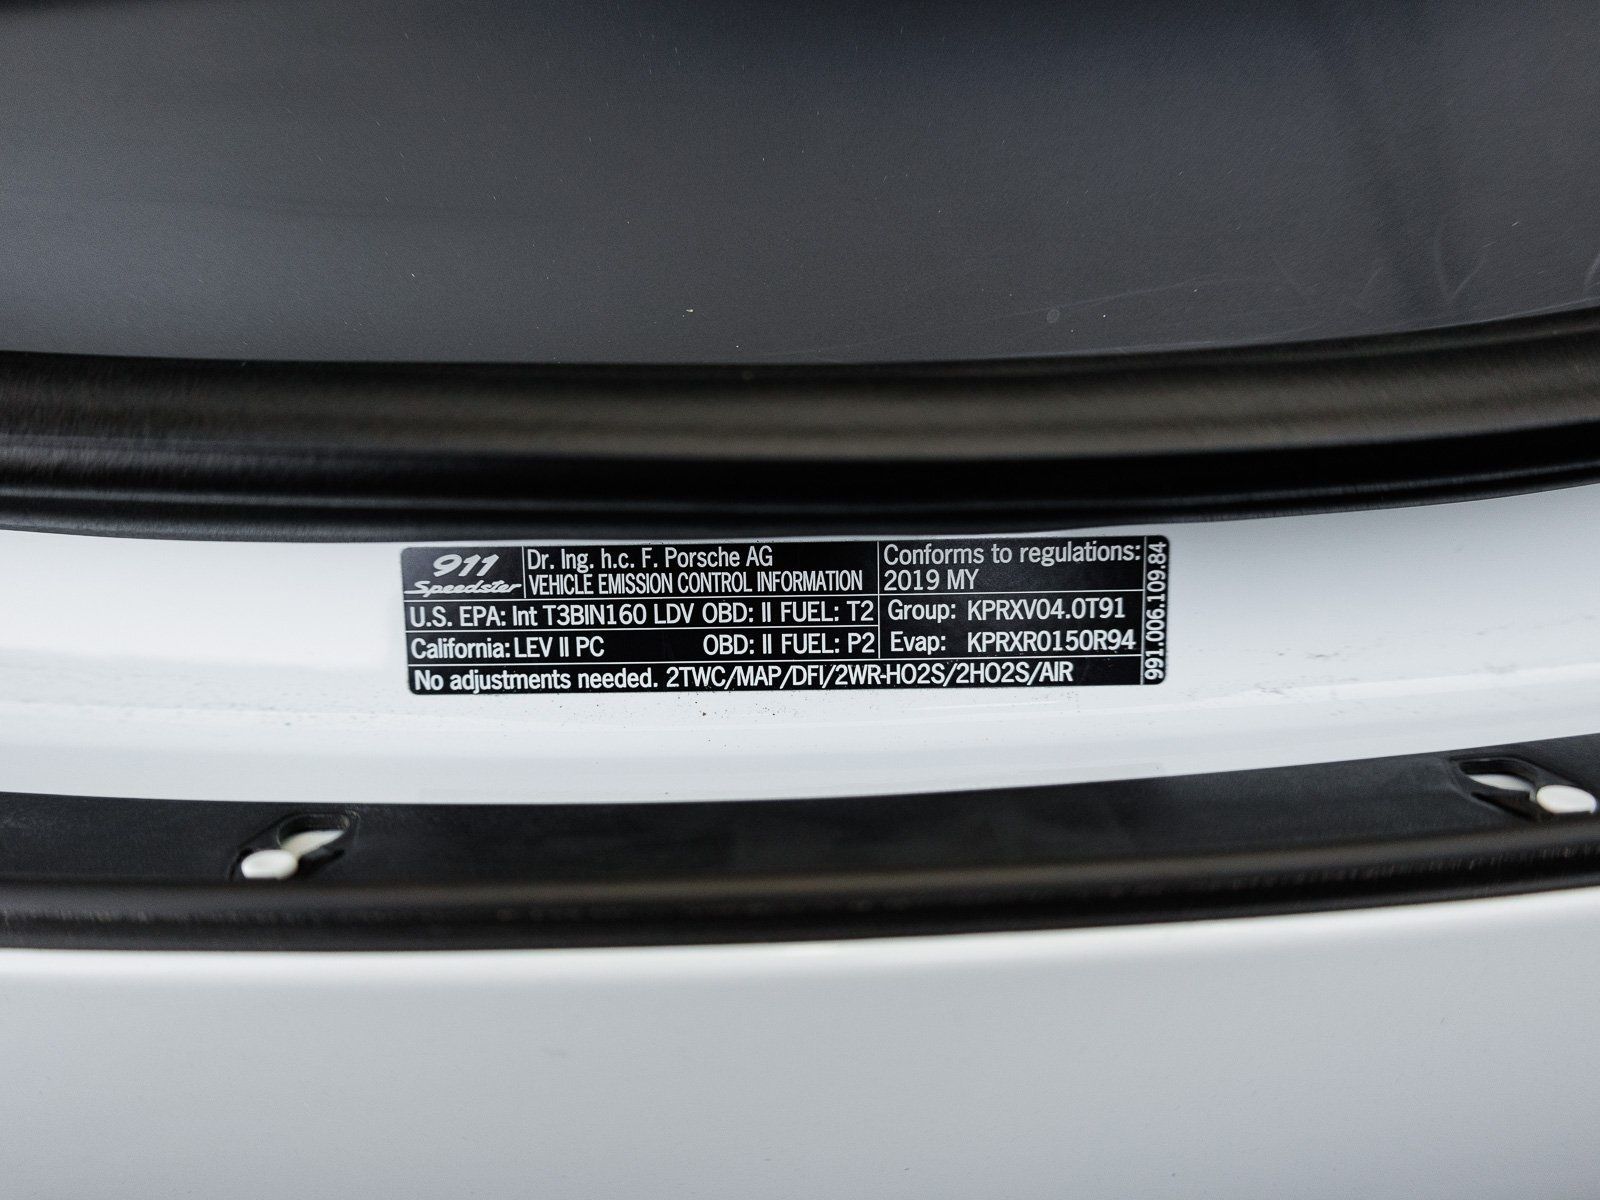 911 Speedster
Dr. Ing. h.c. F. Porsche AG
VEHICLE EMISSION CONTROL INFORMATION
Conforms to regulations:
2019 MY
U.S. EPA: Int T3BIN160 LDV OBD: II FUEL: T2
Group: KPRXV04.0T91
California: LEV II PC OBD: II FUEL: P2
Evap: KPRXR0150R94
No adjustments needed. 2TWC/MAP/DFI/2WR-HO2S/2HO2S/AIR
991.006.109.84